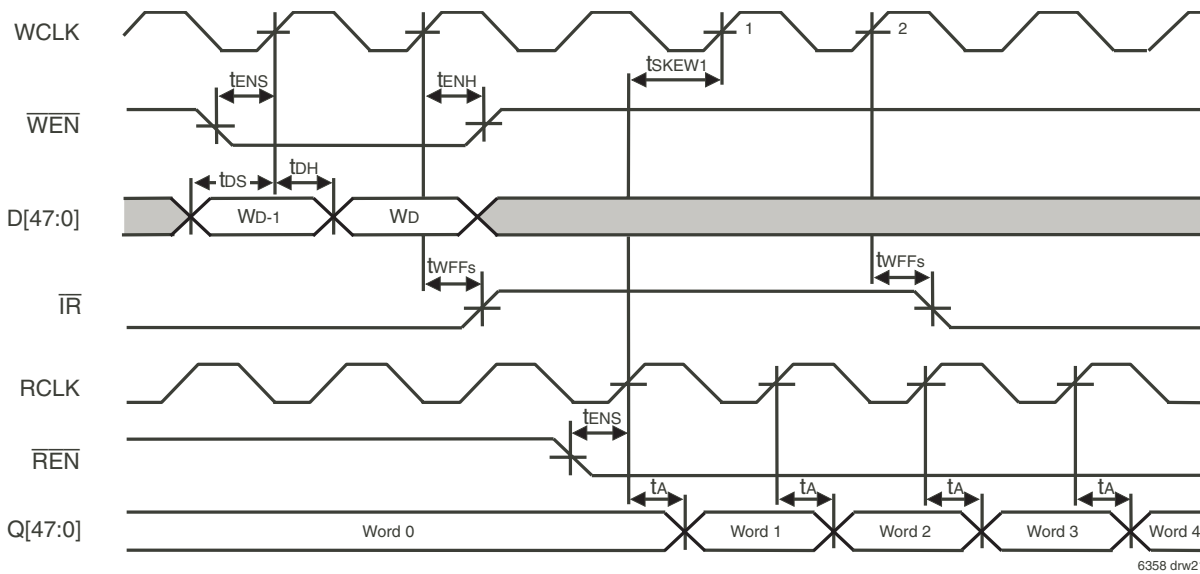 WCLK
1
2
tSKEW1
tENS
tENH
WEN
tDS
tDH
D[47:0]
WD-1
WD
tWFFs
tWFFs
IR
RCLK
tENS
REN
tA
tA
tA
tA
Q[47:0]
Word 0
Word 1
Word 2
Word 3
Word 4
6358 drw2